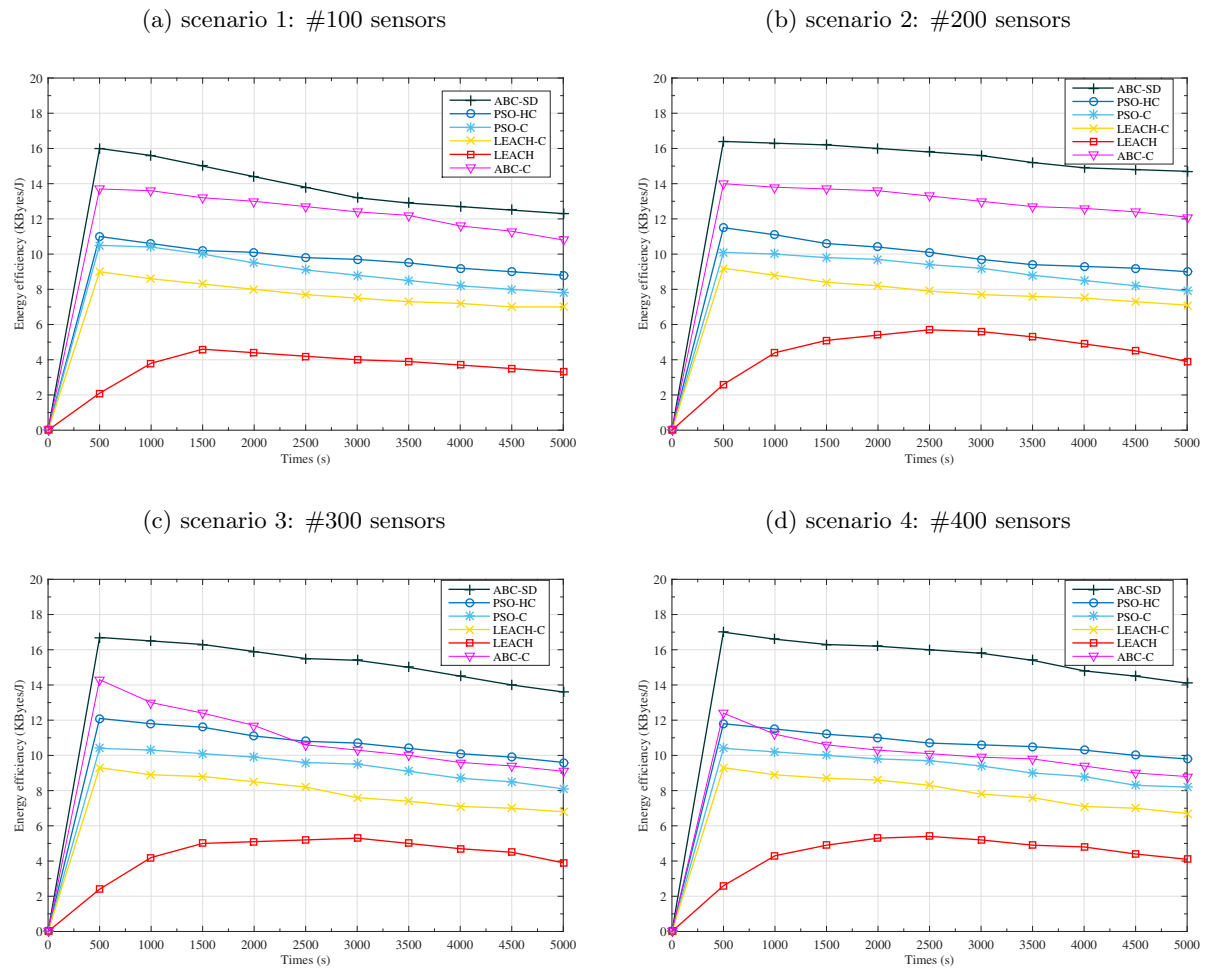 (a) scenario 1: #100 sensors
20
18
16
14
12
10
8
6
4
2
0
Energy efficiency (KBytes/J)
0 500 1000 1500 2000 2500 3000 3500 4000 4500 5000
Times (s)
ABC-SD
PSO-HC
PSO-C
LEACH-C
LEACH
ABC-C
(b) scenario 2: #200 sensors
20
18
16
14
12
10
8
6
4
2
0
Energy efficiency (KBytes/J)
0 500 1000 1500 2000 2500 3000 3500 4000 4500 5000
Times (s)
ABC-SD
PSO-HC
PSO-C
LEACH-C
LEACH
ABC-C
(c) scenario 3: #300 sensors
20
18
16
14
12
10
8
6
4
2
0
Energy efficiency (KBytes/J)
0 500 1000 1500 2000 2500 3000 3500 4000 4500 5000
Times (s)
ABC-SD
PSO-HC
PSO-C
LEACH-C
LEACH
ABC-C
(d) scenario 4: #400 sensors
20
18
16
14
12
10
8
6
4
2
0
Energy efficiency (KBytes/J)
0 500 1000 1500 2000 2500 3000 3500 4000 4500 5000
Times (s)
ABC-SD
PSO-HC
PSO-C
LEACH-C
LEACH
ABC-C